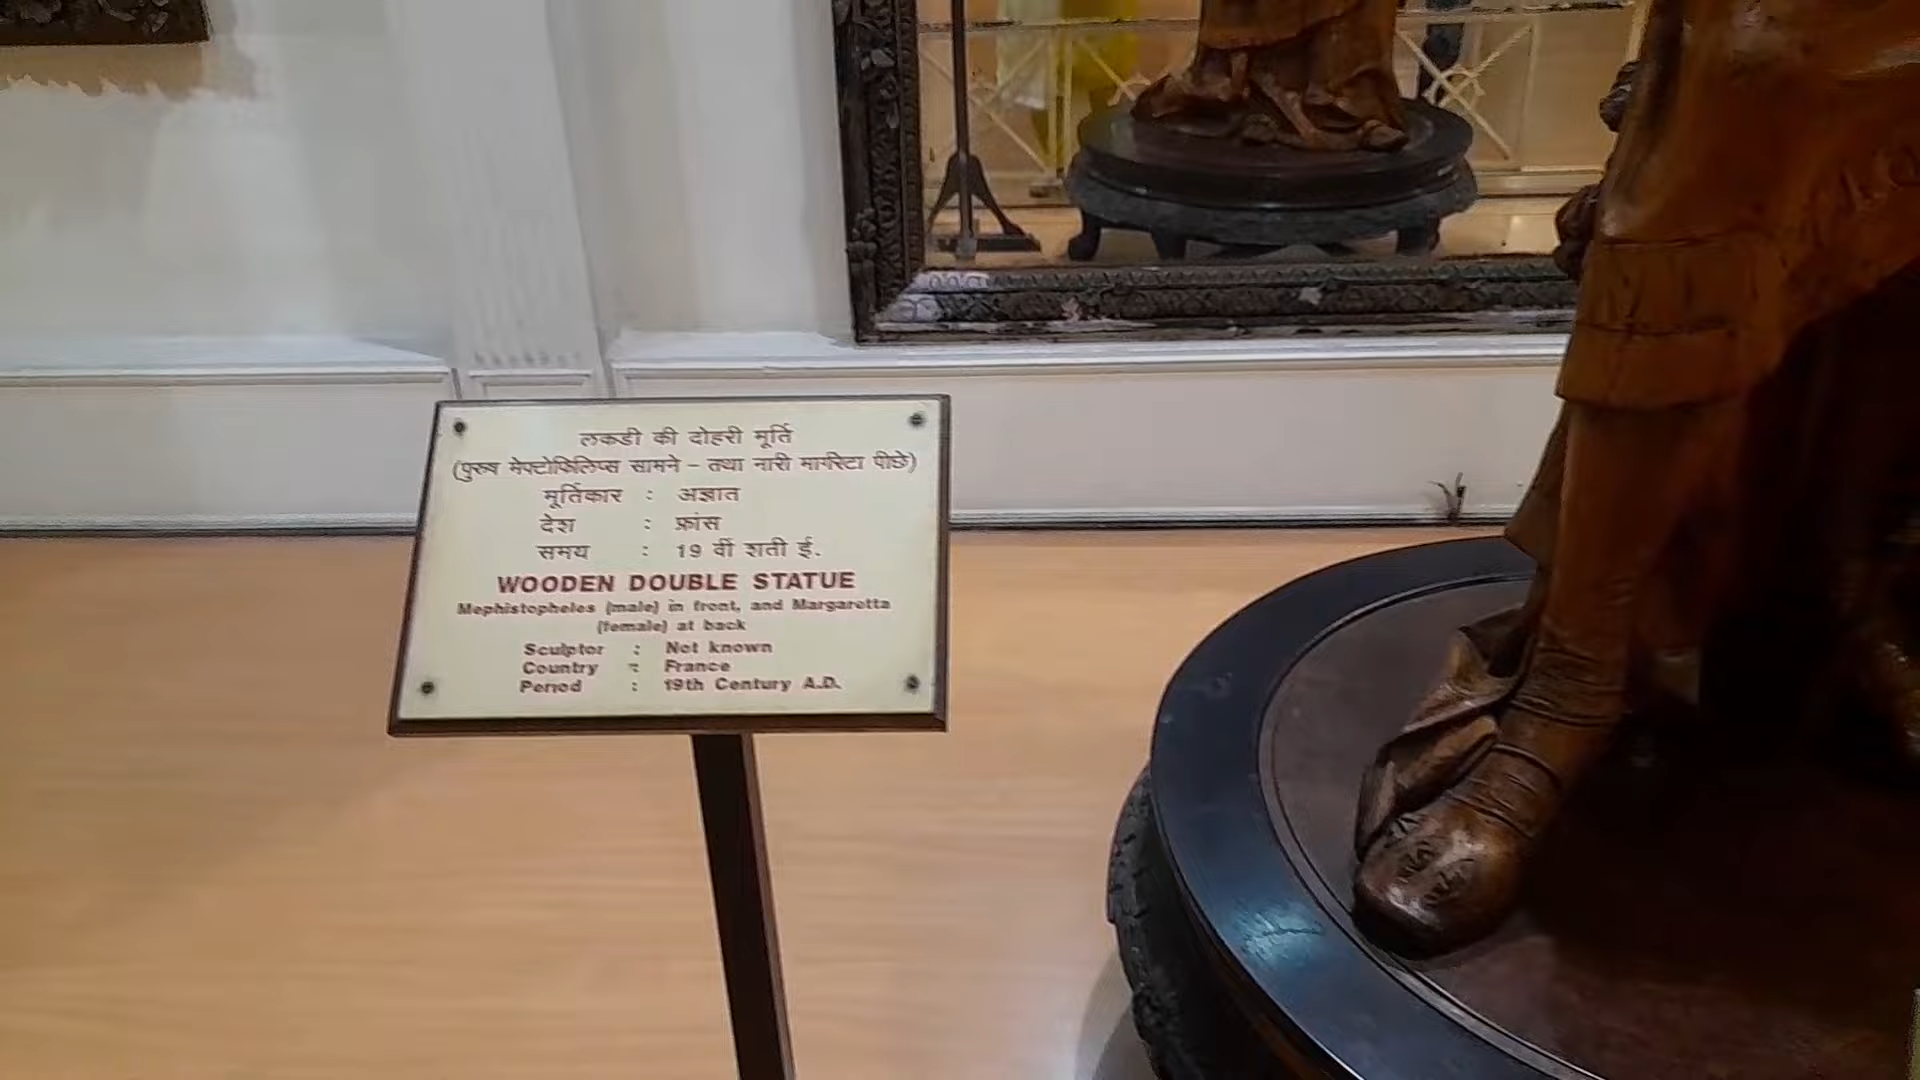 लकडी की दोहरी मूर्ति
(पुरुष मेफ्टोफिलिप्स सामने – तथा नारी मार्गरेटा पीछे)
मूर्तिकार : अज्ञात
देश : फ्रांस
समय : 19 वीं शती ई.
WOODEN DOUBLE STATUE
Mephistopheles (male) in front, and Margaretta
(female) at back
Sculptor : Not known
Country : France
Period : 19th Century A.D.